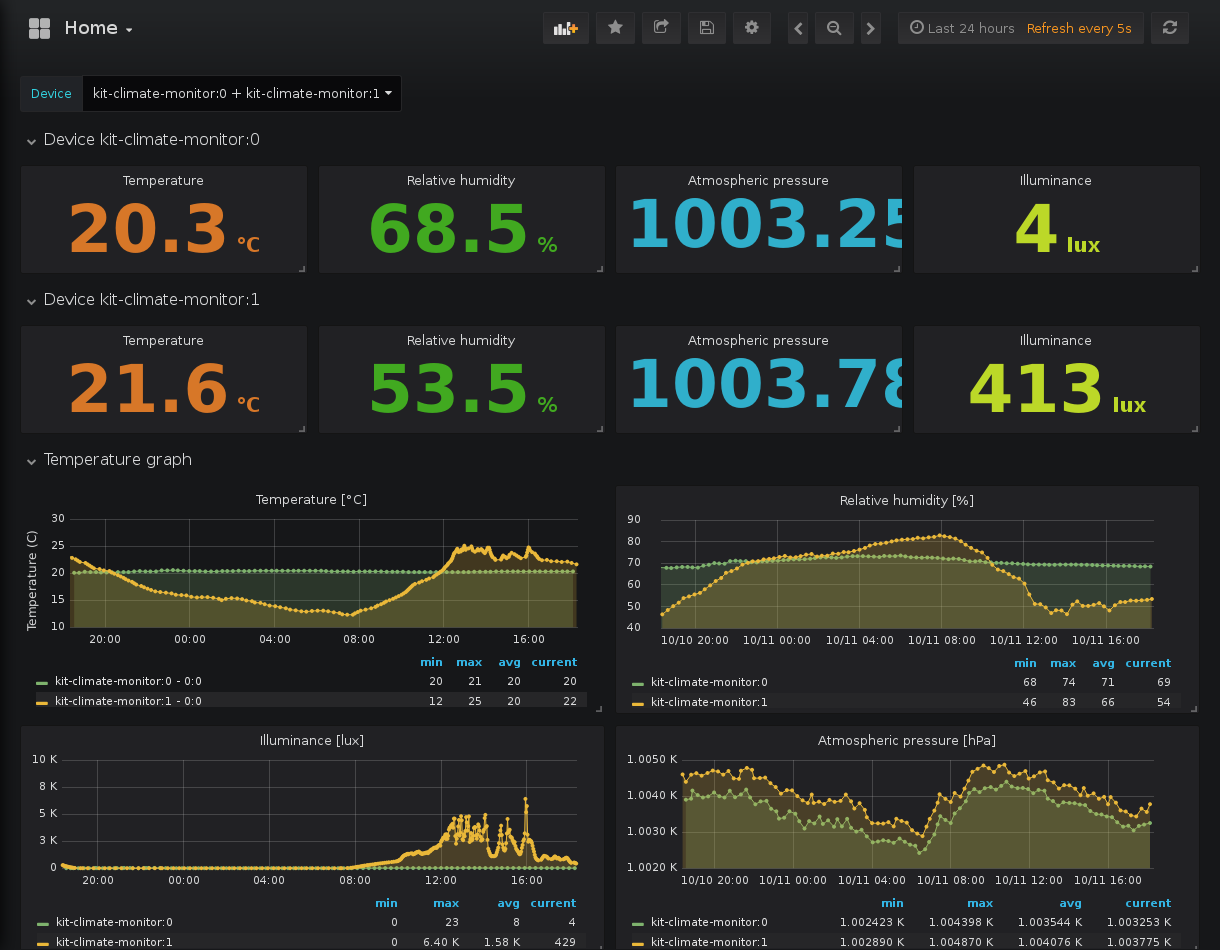 Home
Last 24 hours Refresh every 5s
Device kit-climate-monitor:0 + kit-climate-monitor:1
Device kit-climate-monitor:0
Temperature Relative humidity Atmospheric pressure Illuminance
20.3 °C 68.5 % 1003.25 4 lux
Device kit-climate-monitor:1
Temperature Relative humidity Atmospheric pressure Illuminance
21.6 °C 53.5 % 1003.78 413 lux
Temperature graph
Temperature [°C]
Temperature (C)
30
25
20
15
10
20:00 00:00 04:00 08:00 12:00 16:00
min max avg current
kit-climate-monitor:0 - 0:0 20 21 20 20
kit-climate-monitor:1 - 0:0 12 25 20 22
Relative humidity [%]
90
80
70
60
50
40
10/10 20:00 10/11 00:00 10/11 04:00 10/11 08:00 10/11 12:00 10/11 16:00
min max avg current
kit-climate-monitor:0 68 74 71 69
kit-climate-monitor:1 46 83 66 54
Illuminance [lux]
10 K
8 K
5 K
3 K
0
20:00 00:00 04:00 08:00 12:00 16:00
min max avg current
kit-climate-monitor:0 0 23 8 4
kit-climate-monitor:1 0 6.40 K 1.58 K 429
Atmospheric pressure [hPa]
1.0050 K
1.0040 K
1.0030 K
1.0020 K
10/10 20:00 10/11 00:00 10/11 04:00 10/11 08:00 10/11 12:00 10/11 16:00
min max avg current
kit-climate-monitor:0 1.002423 K 1.004398 K 1.003544 K 1.003253 K
kit-climate-monitor:1 1.002890 K 1.004870 K 1.004076 K 1.003775 K